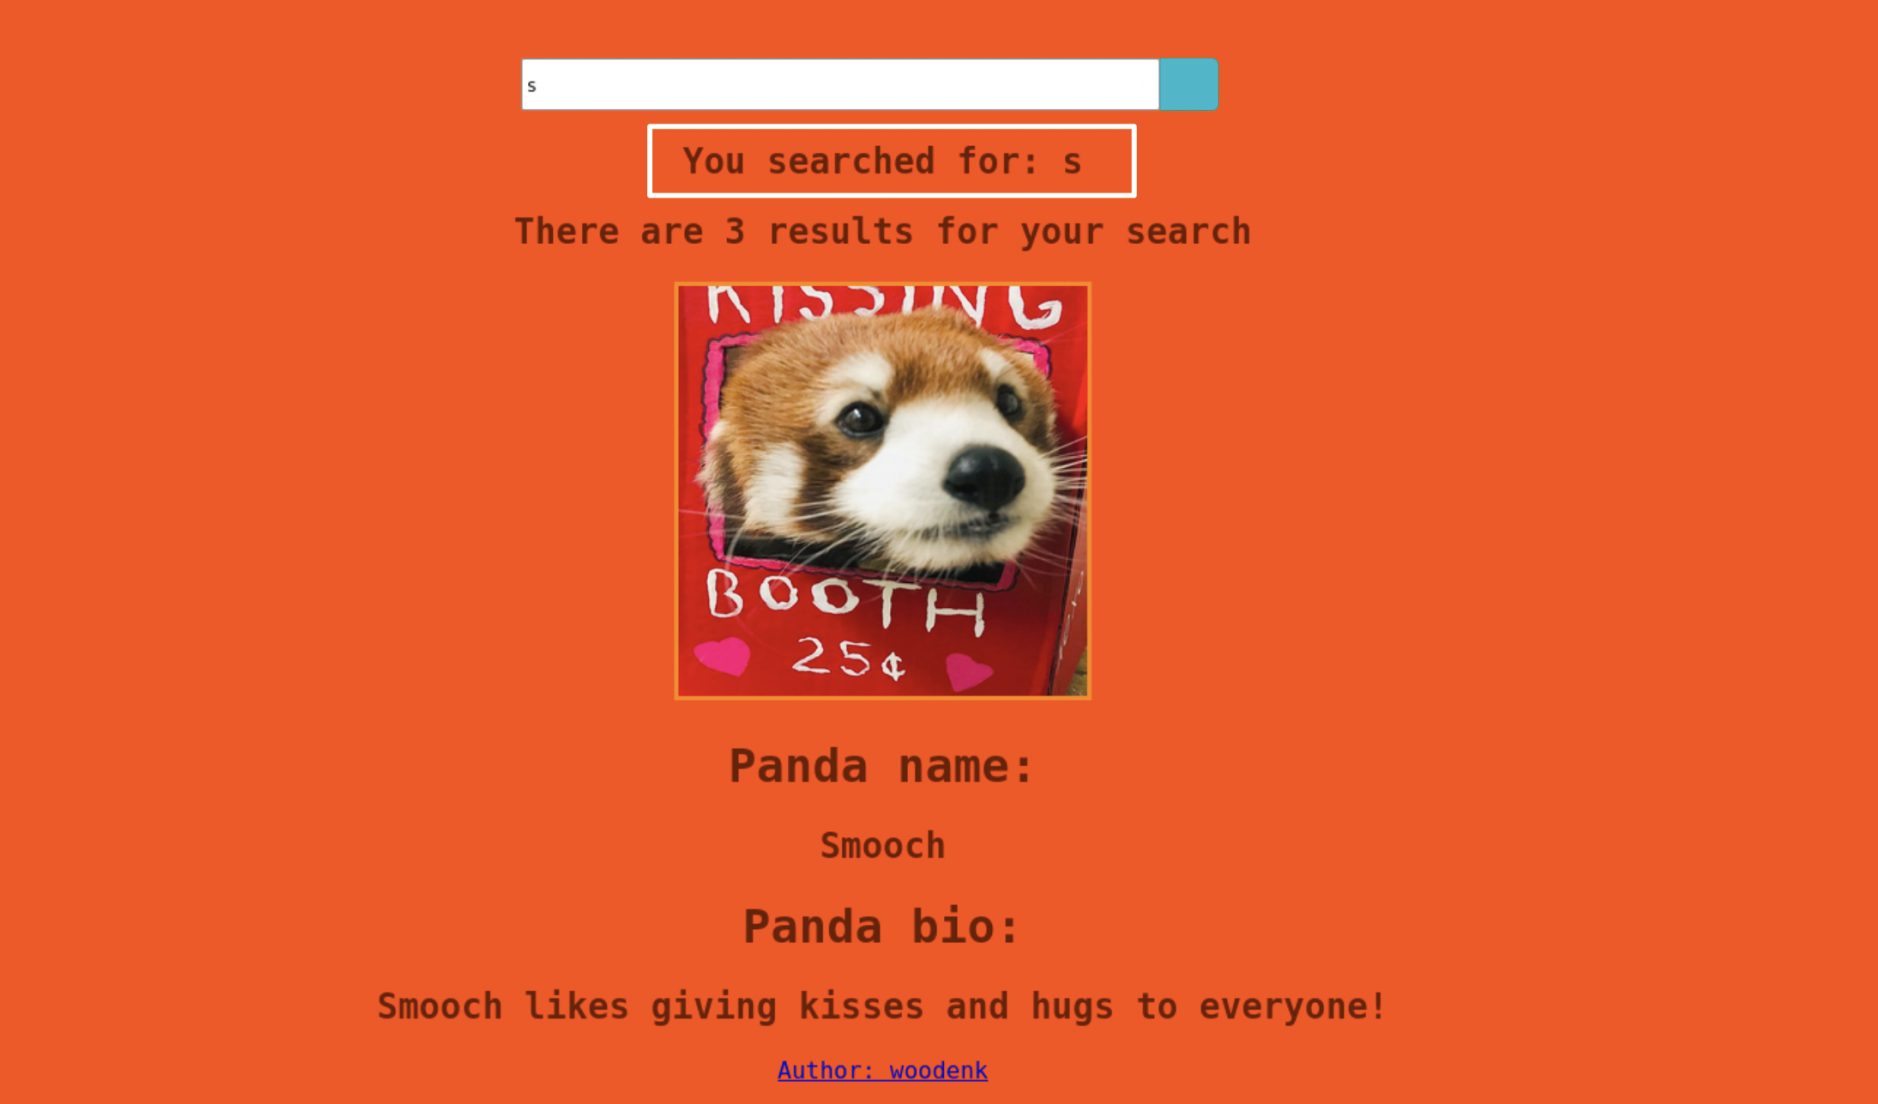 s
You searched for: s
There are 3 results for your search
KISSING
BOOTH
25¢
Panda name:
Smooch
Panda bio:
Smooch likes giving kisses and hugs to everyone!
Author: woodenk